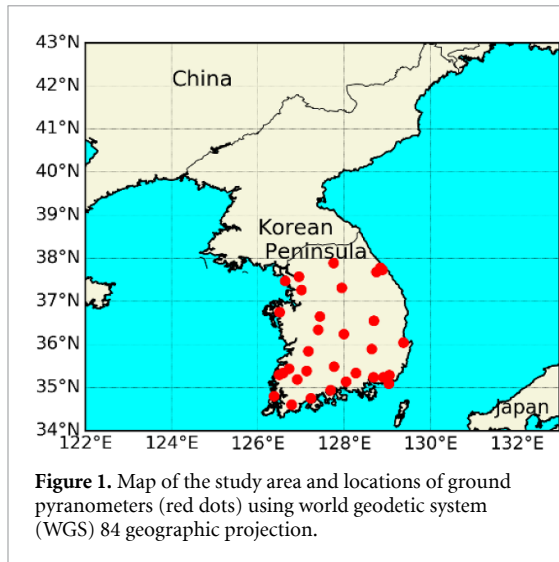 43°N
42°N
41°N
40°N
39°N
38°N
37°N
36°N
35°N
34°N
China
Korean
Peninsula
Japan
122°E 124°E 126°E 128°E 130°E 132°E
Figure 1. Map of the study area and locations of ground
pyranometers (red dots) using world geodetic system
(WGS) 84 geographic projection.